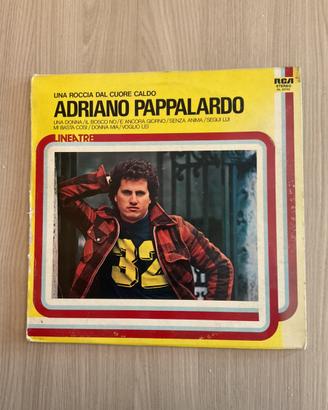 UNA ROCCIA DAL CUORE CALDO
ADRIANO PAPPALARDO
UNA DONNA/IL BOSCO NO/E' ANCORA GIORNO/SENZA ANIMA/SEGUI LUI
MI BASTA COSÌ/DONNA MIA/VOGLIO LEI
LINEATRE
RCA
STEREO
32